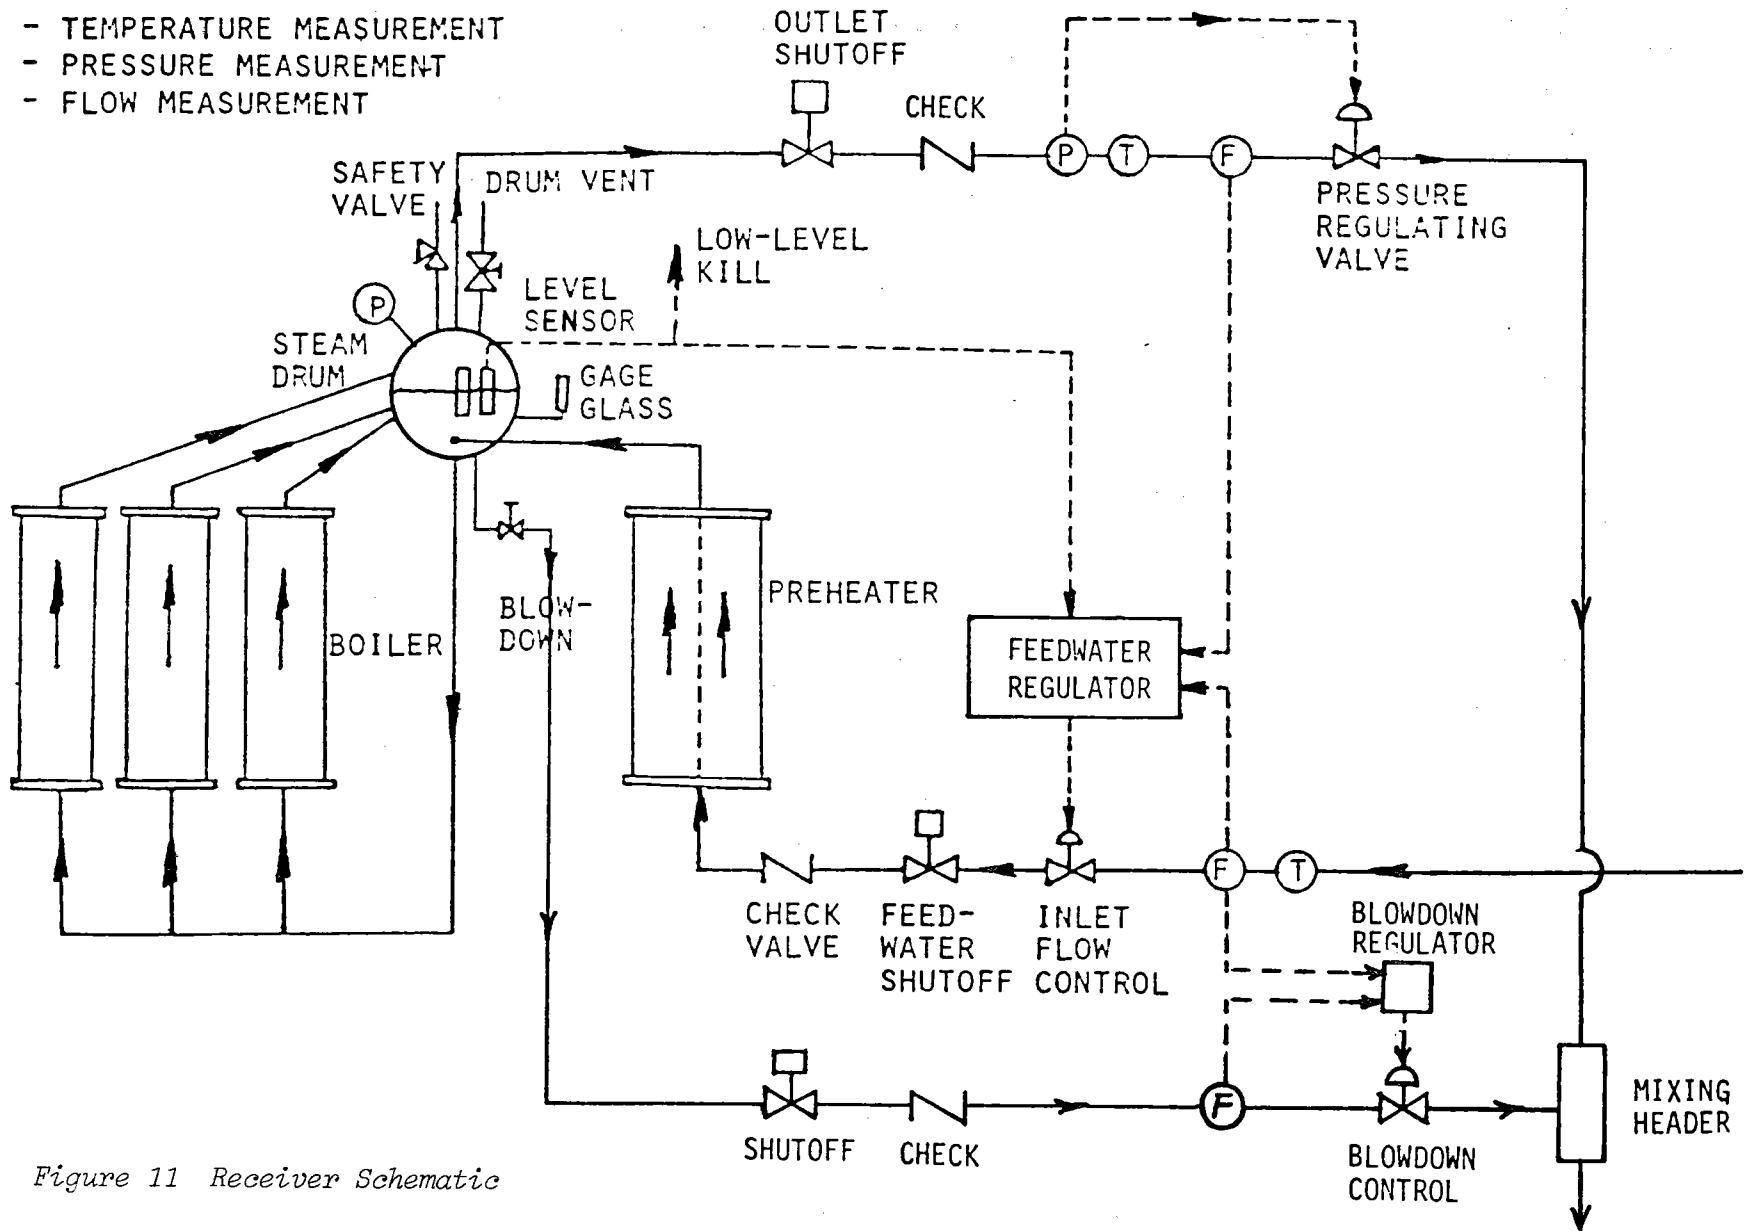 - TEMPERATURE MEASUREMENT
- PRESSURE MEASUREMENT
- FLOW MEASUREMENT
OUTLET
SHUTOFF
CHECK
P
T
F
PRESSURE
REGULATING
VALVE
SAFETY
VALVE
DRUM VENT
LOW-LEVEL
KILL
P
LEVEL
SENSOR
STEAM
DRUM
GAGE
GLASS
BOILER
BLOW-
DOWN
PREHEATER
FEEDWATER
REGULATOR
F
T
CHECK
VALVE
FEED-
WATER
SHUTOFF
INLET
FLOW
CONTROL
BLOWDOWN
REGULATOR
F
SHUTOFF
CHECK
BLOWDOWN
CONTROL
MIXING
HEADER
Figure 11 Receiver Schematic